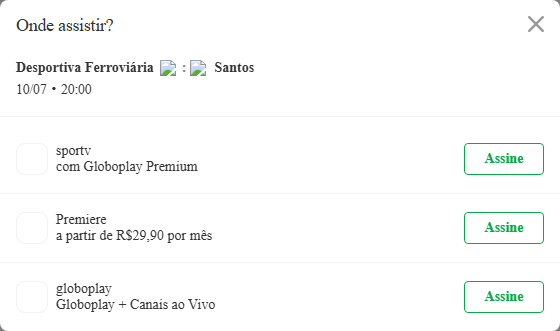 Onde assistir?
Desportiva Ferroviária : Santos
10/07 • 20:00
sportv
com Globoplay Premium
Assine
Premiere
a partir de R$29,90 por mês
Assine
globoplay
Globoplay + Canais ao Vivo
Assine